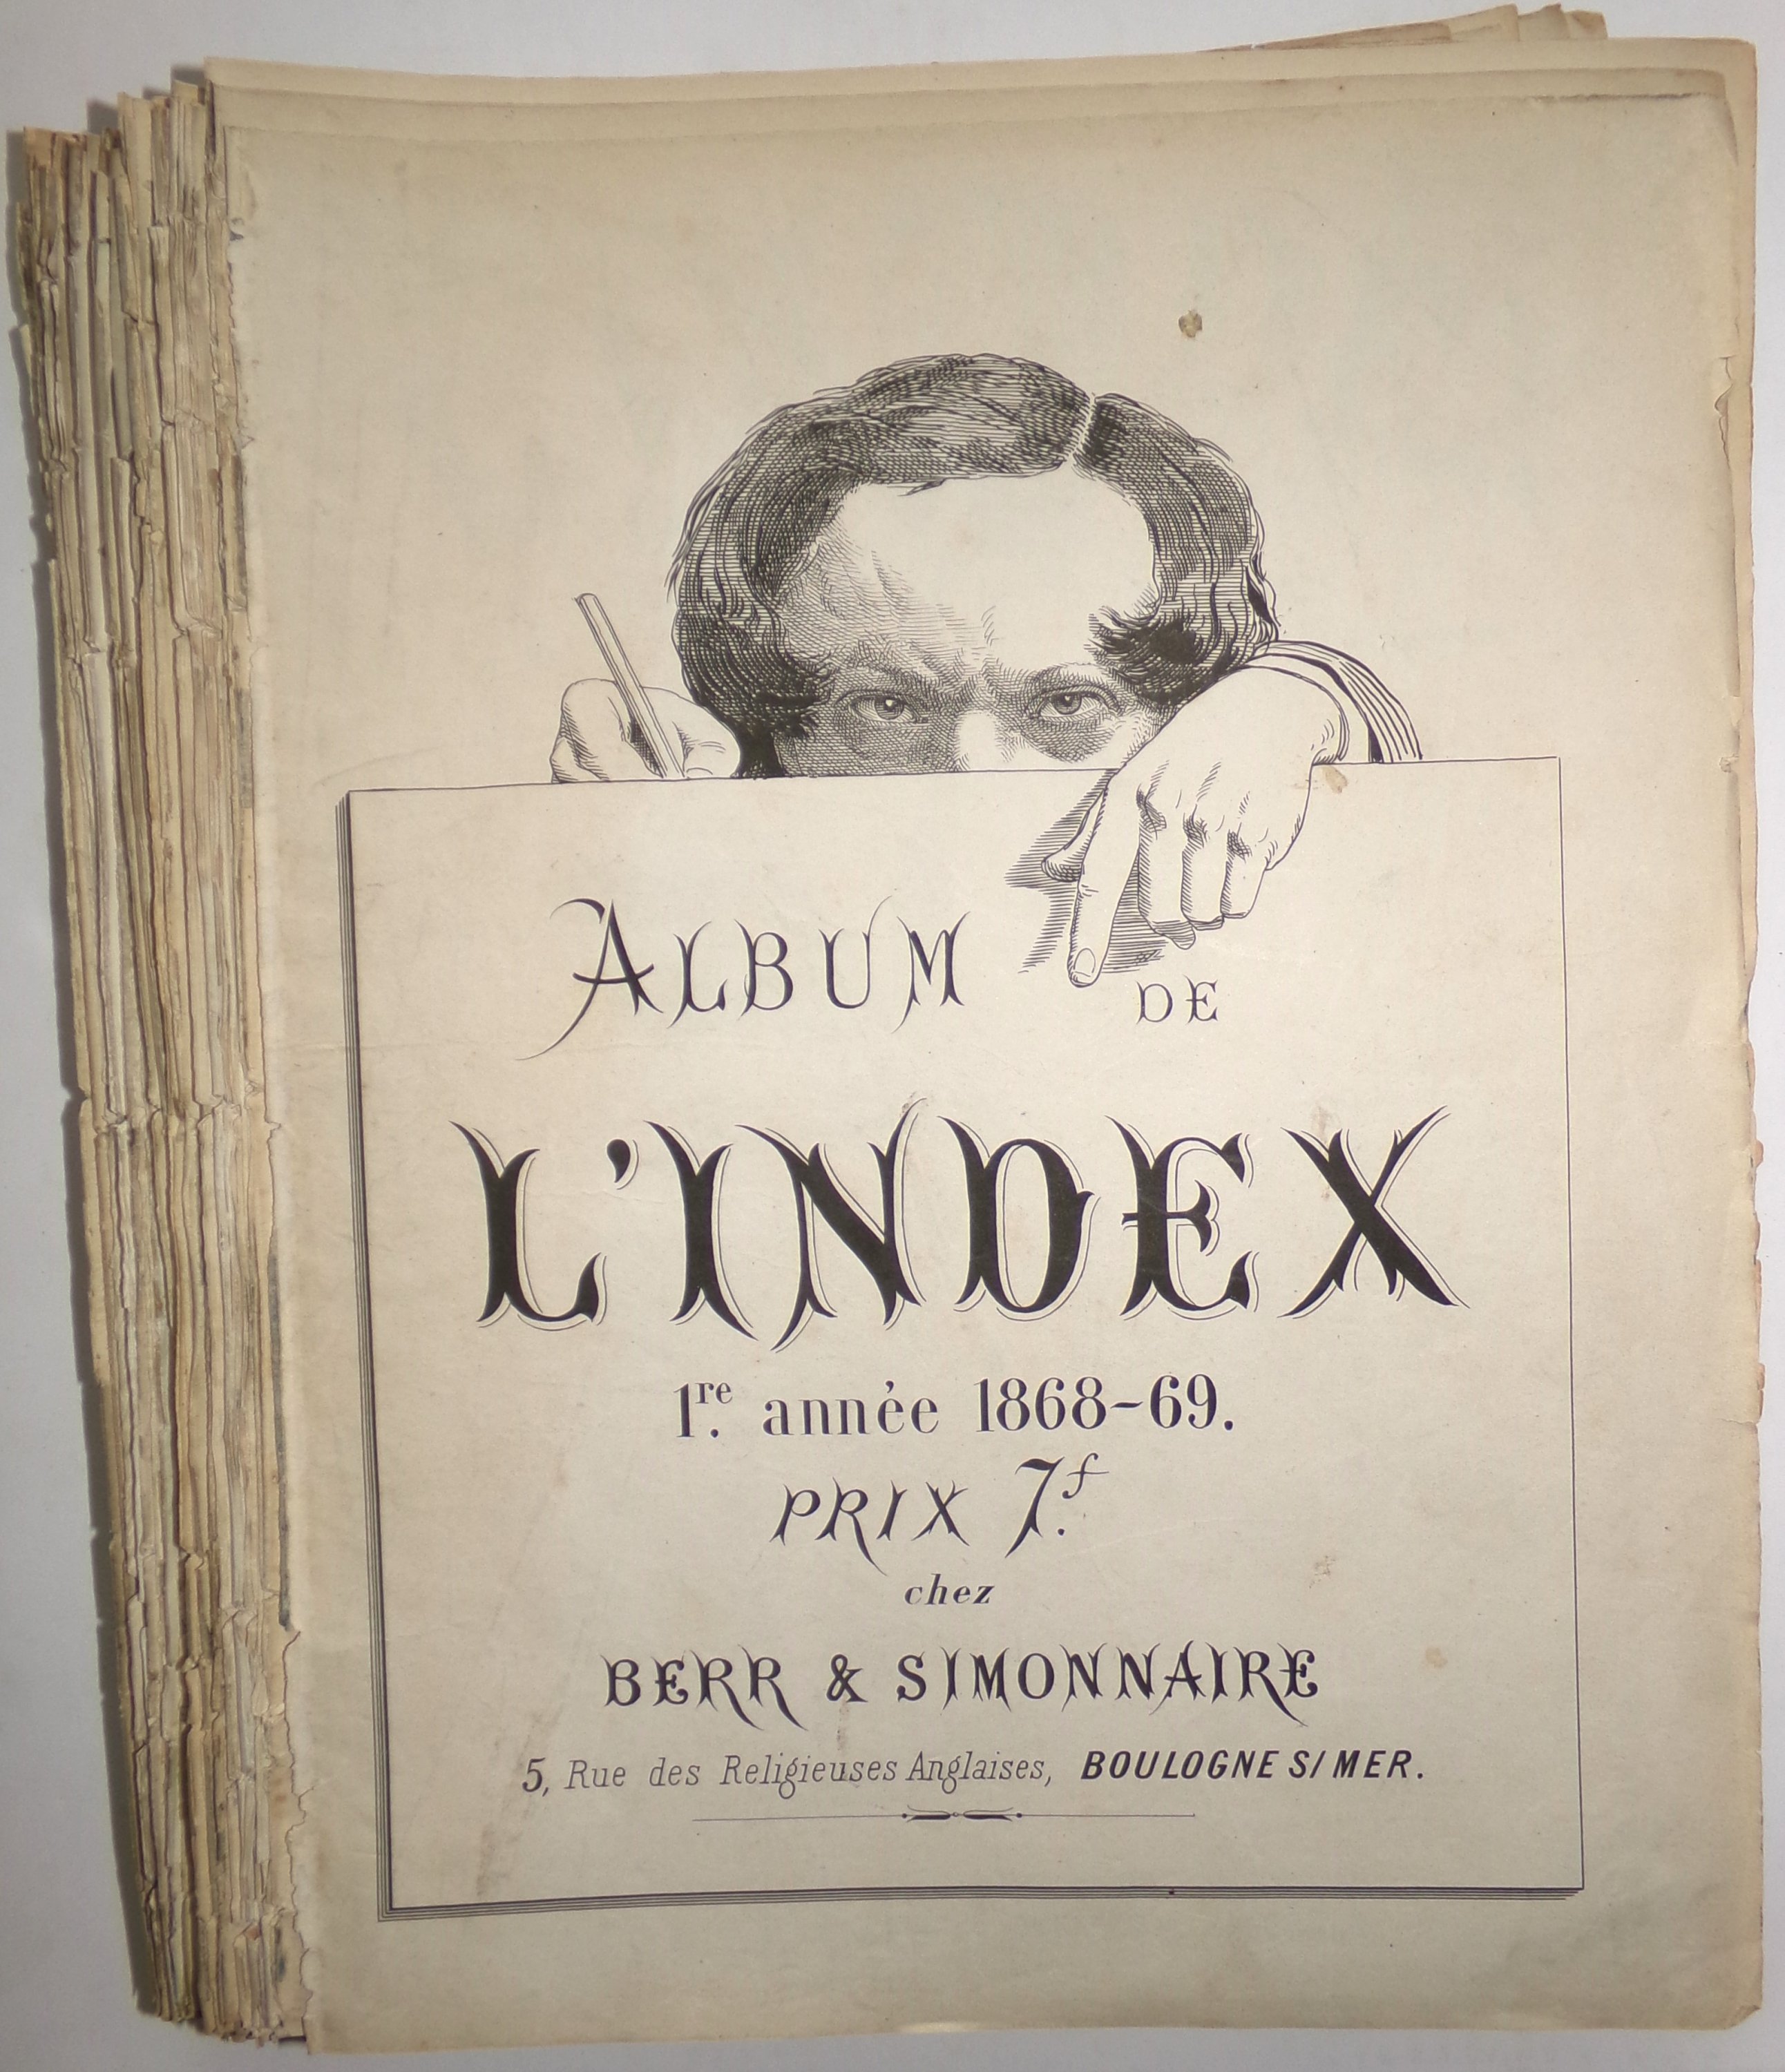 ALBUM DE
L'INDEX
1re. année 1868-69.
PRIX 7f.
chez
BERR & SIMONNAIRE
5, Rue des Religieuses Anglaises, BOULOGNE S/MER.